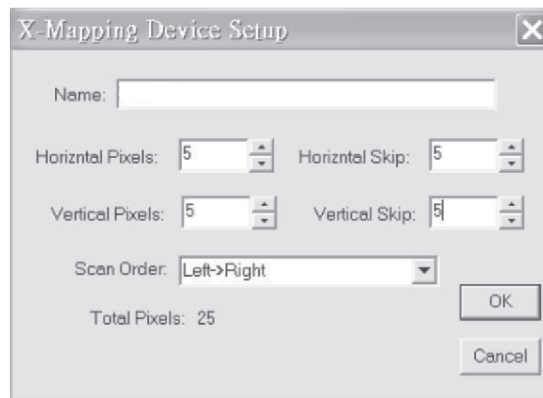 X-Mapping Device Setup
Name:
Horizntal Pixels: 5 Horizntal Skip: 5
Vertical Pixels: 5 Vertical Skip: 5
Scan Order: Left->Right
Total Pixels: 25
OK
Cancel